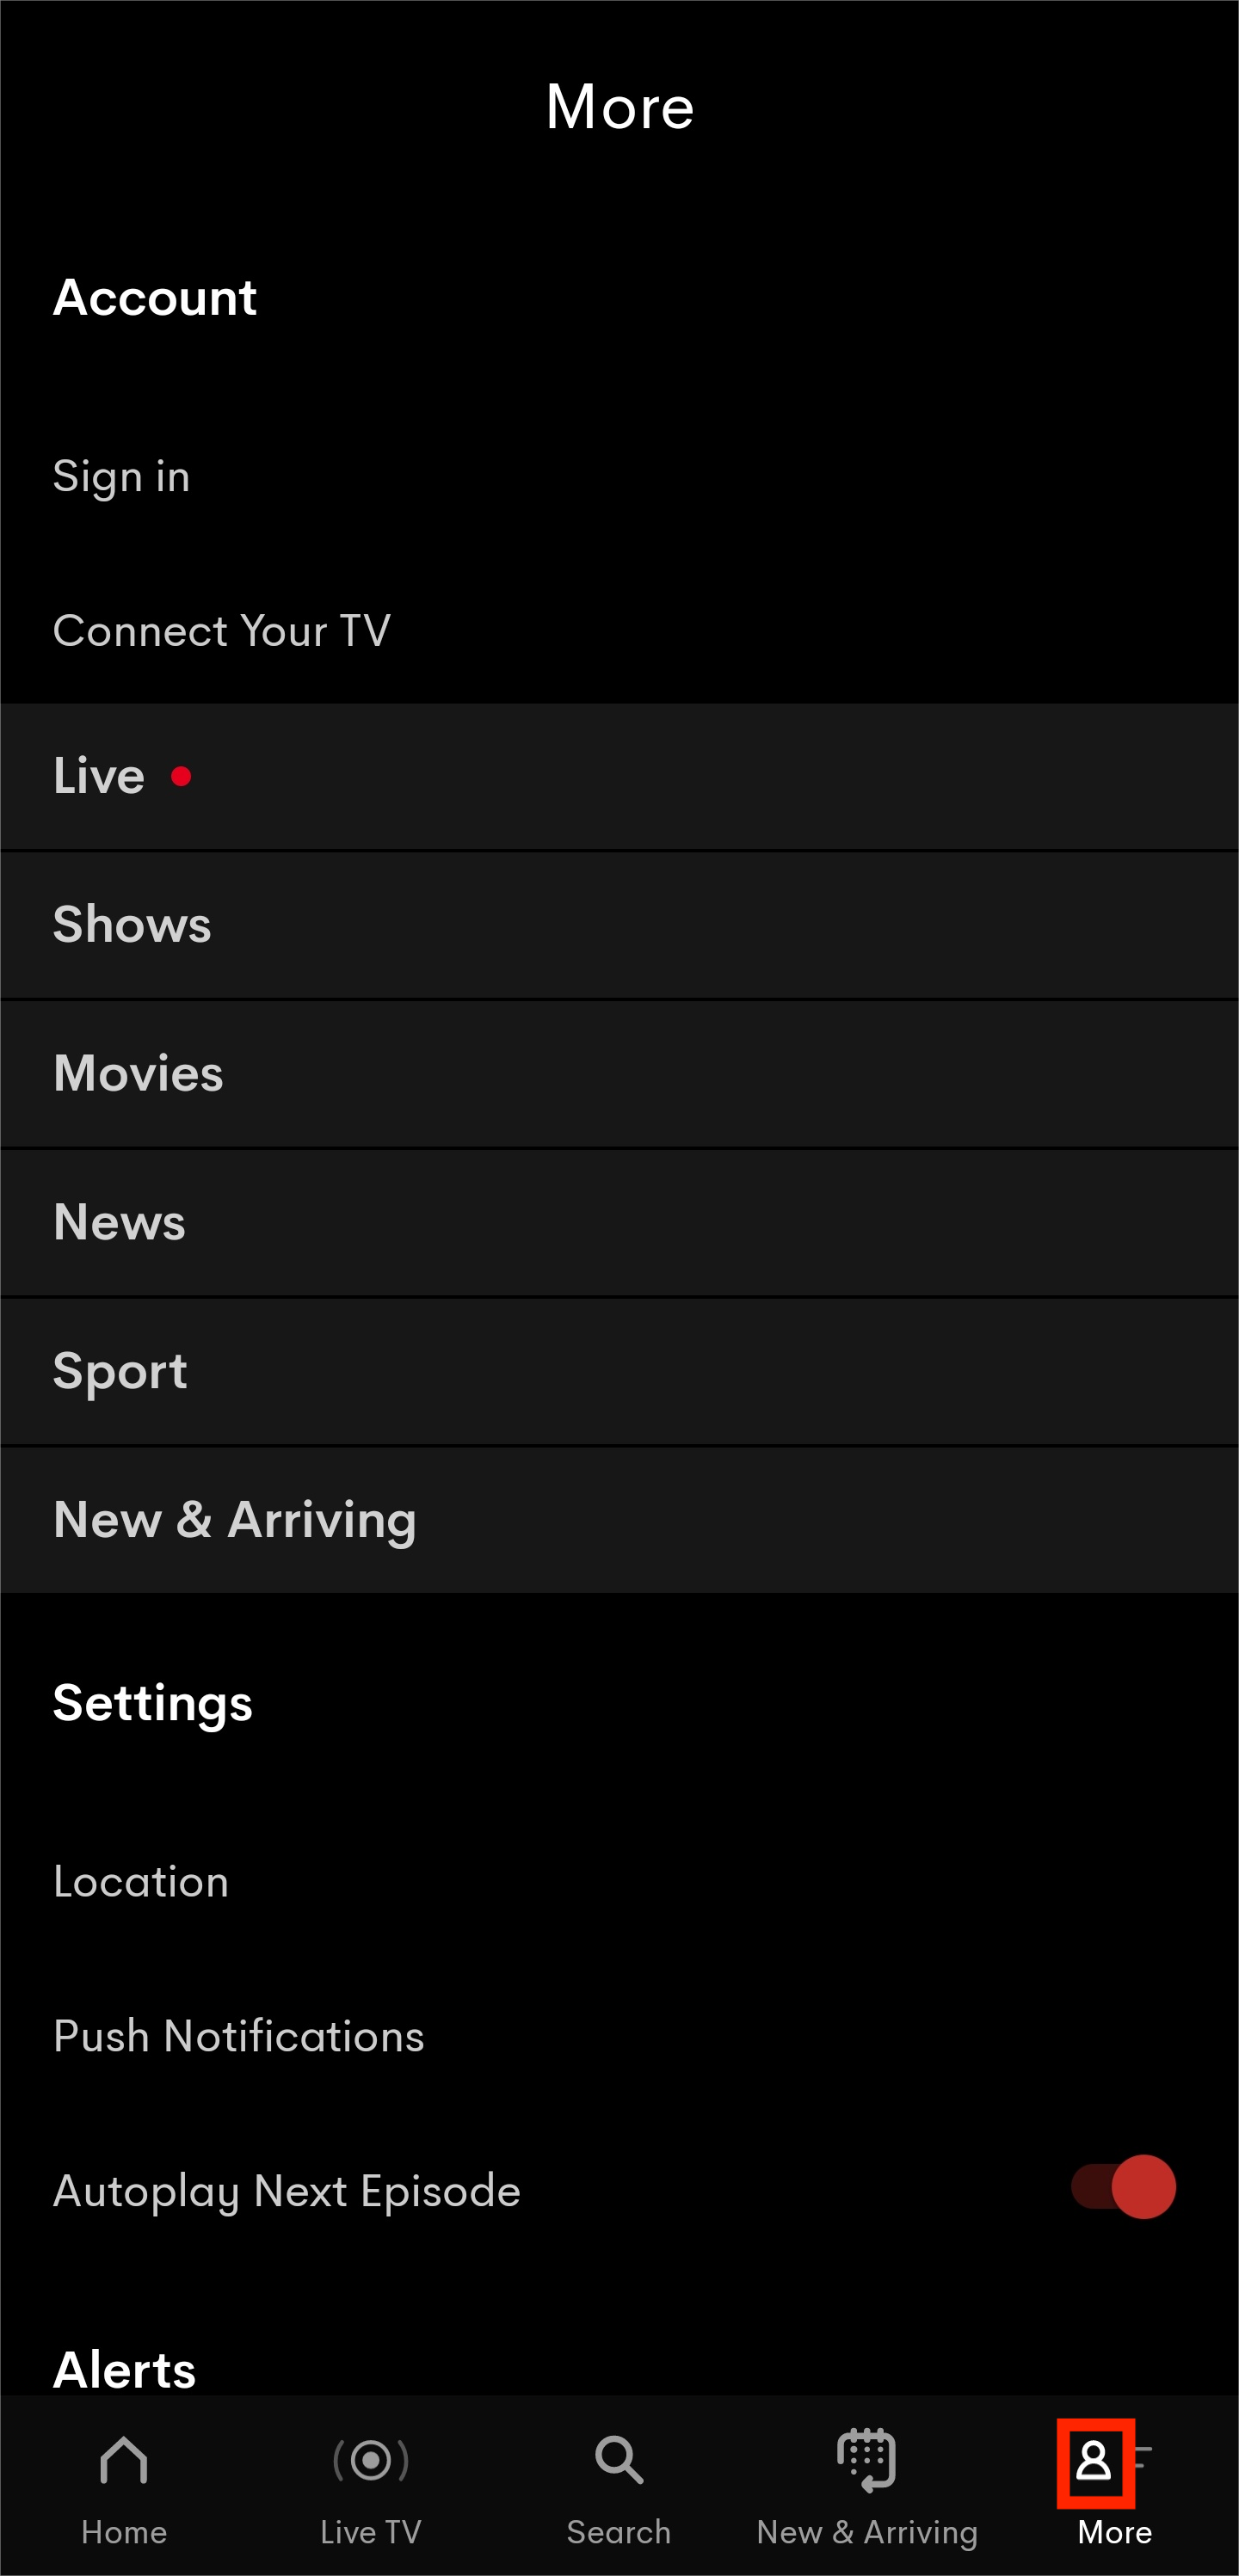 More
Account
Sign in
Connect Your TV
Live
Shows
Movies
News
Sport
New & Arriving
Settings
Location
Push Notifications
Autoplay Next Episode
Alerts
Home
Live TV
Search
New & Arriving
More